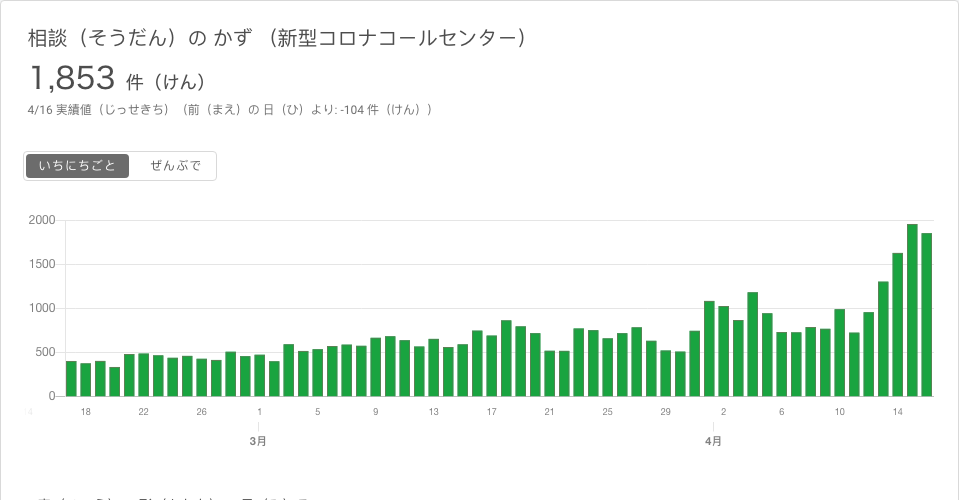 相談（そうだん）の かず （新型コロナコールセンター）
1,853 件（けん）
4/16 実績値（じっせきち）（前（まえ）の 日（ひ）より: -104 件（けん））
いちにちごと ぜんぶで
2000
1500
1000
500
0
18 22 26 1 5 9 13 17 21 25 29 2 6 10 14
3月 4月